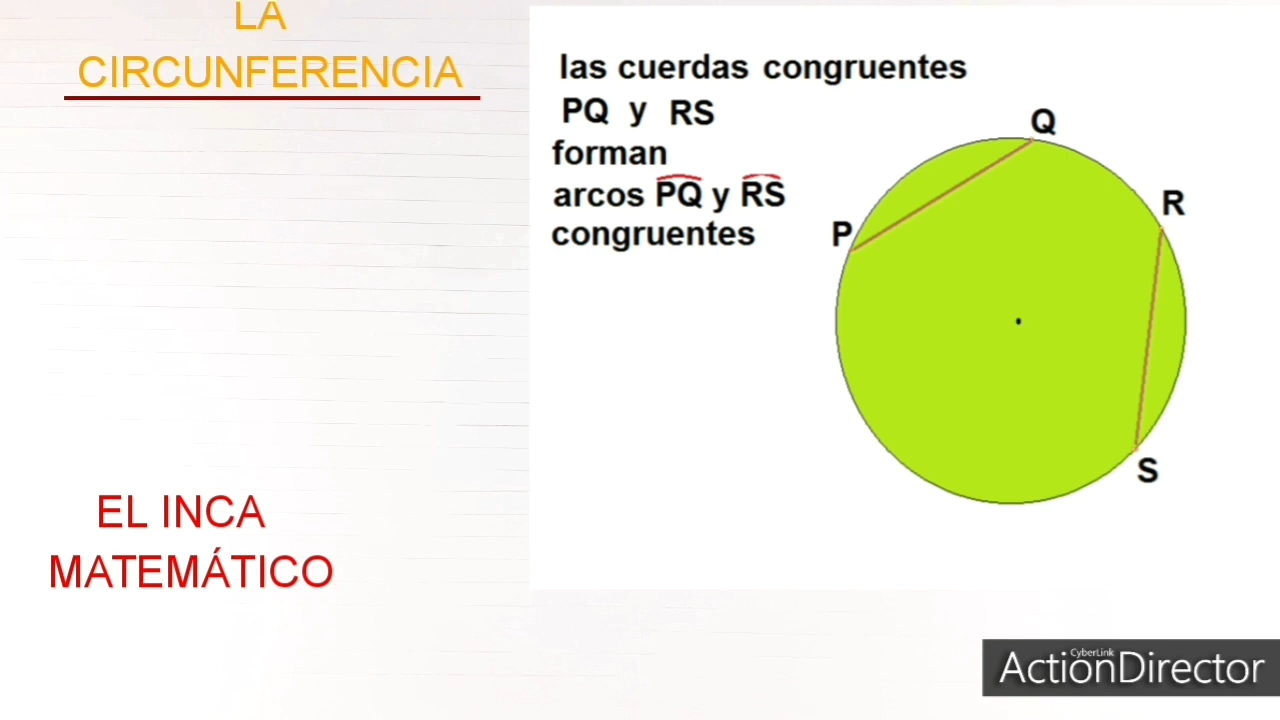 LA
CIRCUNFERENCIA
las cuerdas congruentes
PQ y RS
forman
arcos PQ y RS
congruentes
Q
R
P
S
EL INCA
MATEMÁTICO
CyberLink
ActionDirector